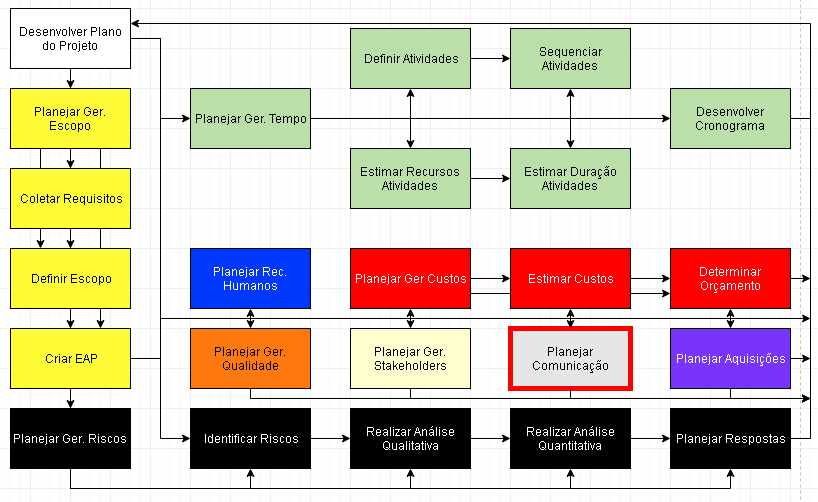 Desenvolver Plano
do Projeto
Definir Atividades
Sequenciar
Atividades
Planejar Ger.
Escopo
Planejar Ger. Tempo
Desenvolver
Cronograma
Coletar Requisitos
Estimar Recursos
Atividades
Estimar Duração
Atividades
Definir Escopo
Planejar Rec.
Humanos
Planejar Ger Custos
Estimar Custos
Determinar
Orçamento
Criar EAP
Planejar Ger.
Qualidade
Planejar Ger.
Stakeholders
Planejar
Comunicação
Planejar Aquisições
Planejar Ger. Riscos
Identificar Riscos
Realizar Análise
Qualitativa
Realizar Análise
Quantitativa
Planejar Respostas